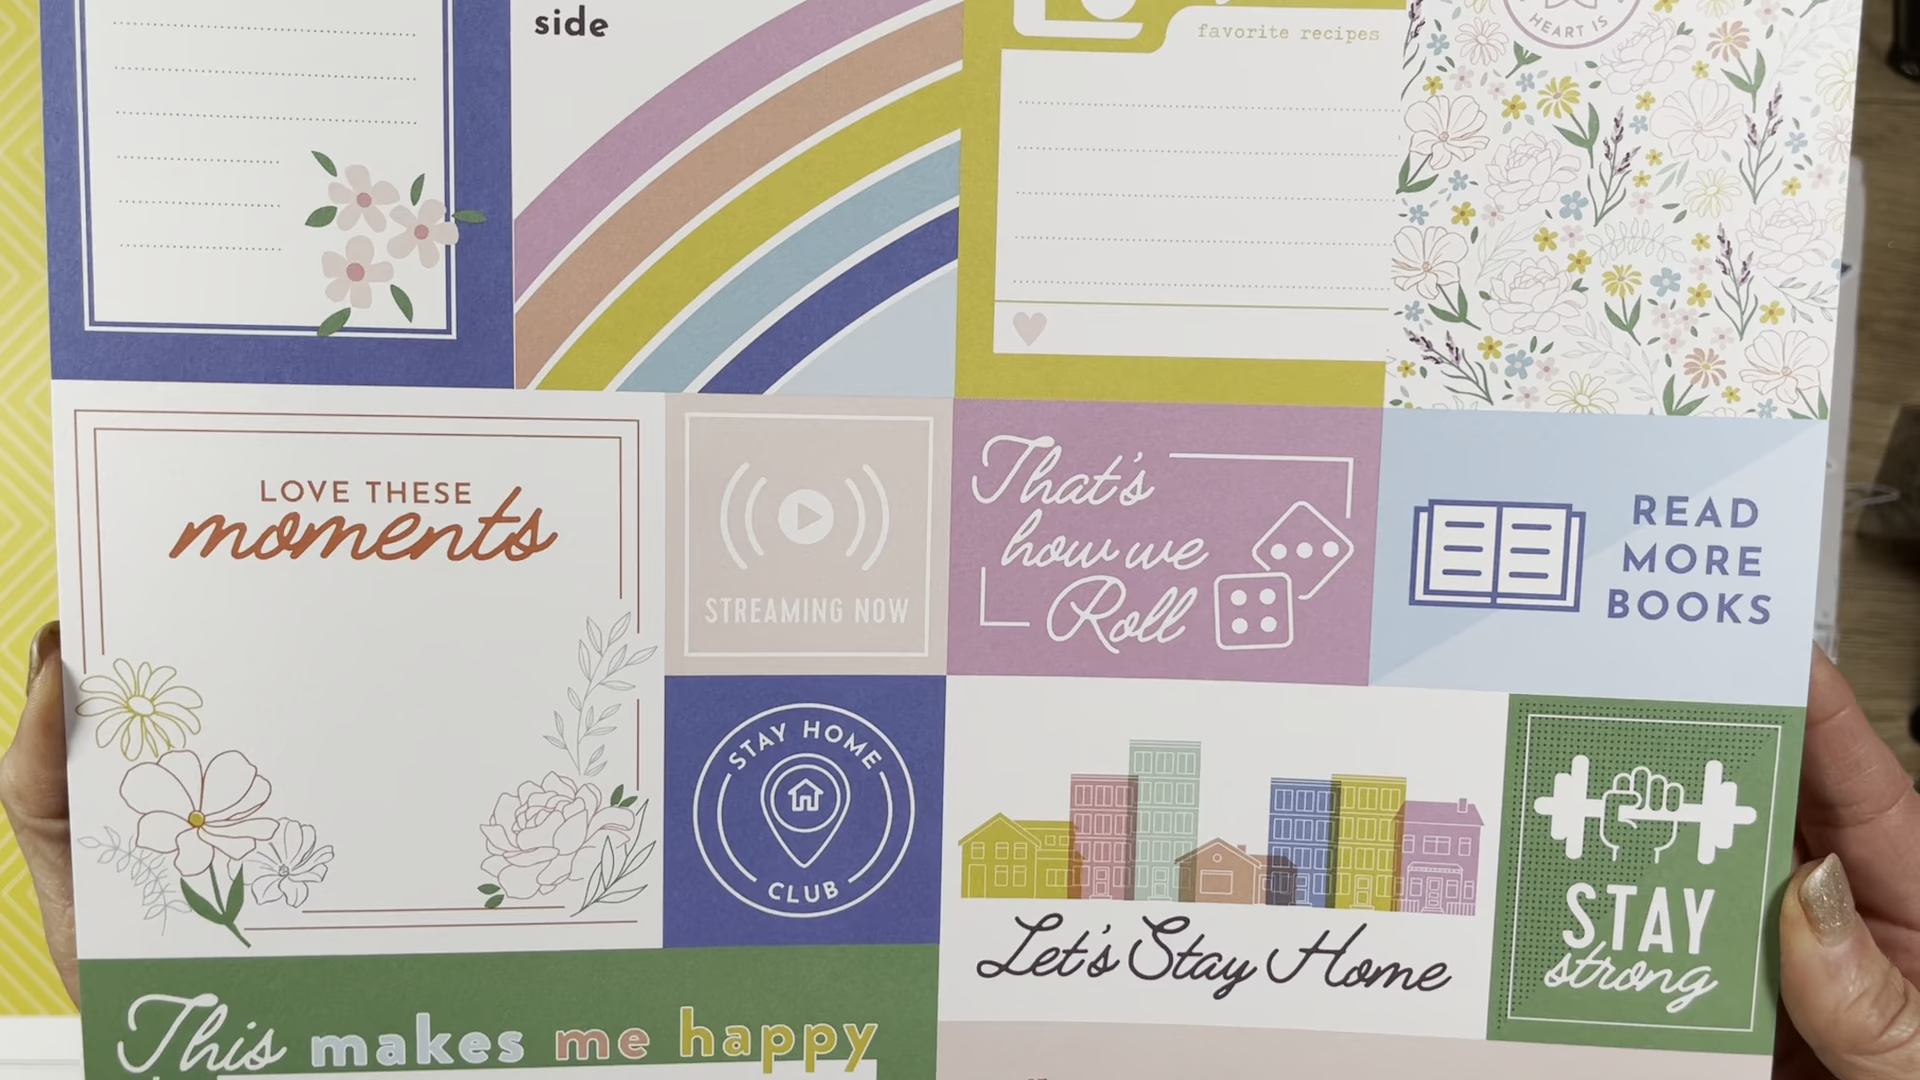 side
favorite recipes
HEART IS
LOVE THESE
moments
STREAMING NOW
That's
how we
Roll
READ
MORE
BOOKS
STAY HOME
CLUB
Let's Stay Home
STAY
strong
This makes me happy